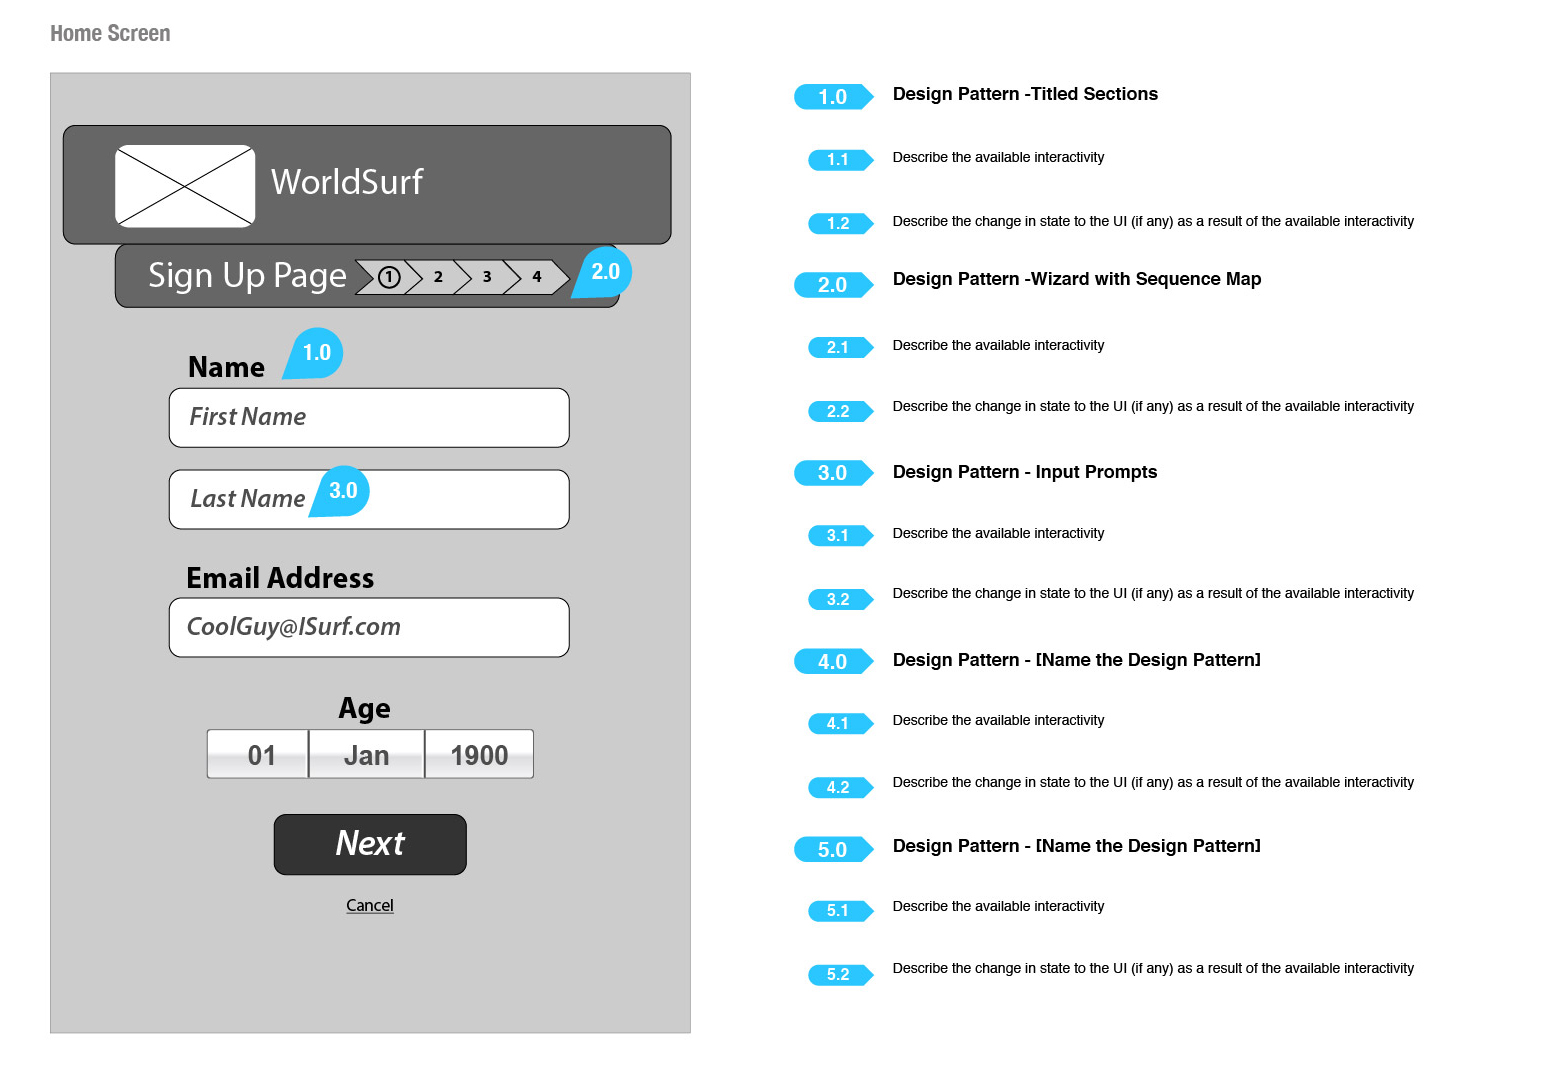 Home Screen
WorldSurf
Sign Up Page 1 2 3 4 2.0
Name 1.0
First Name
Last Name 3.0
Email Address
CoolGuy@ISurf.com
Age
01 Jan 1900
Next
Cancel
1.0 Design Pattern -Titled Sections
1.1 Describe the available interactivity
1.2 Describe the change in state to the UI (if any) as a result of the available interactivity
2.0 Design Pattern -Wizard with Sequence Map
2.1 Describe the available interactivity
2.2 Describe the change in state to the UI (if any) as a result of the available interactivity
3.0 Design Pattern - Input Prompts
3.1 Describe the available interactivity
3.2 Describe the change in state to the UI (if any) as a result of the available interactivity
4.0 Design Pattern - [Name the Design Pattern]
4.1 Describe the available interactivity
4.2 Describe the change in state to the UI (if any) as a result of the available interactivity
5.0 Design Pattern - [Name the Design Pattern]
5.1 Describe the available interactivity
5.2 Describe the change in state to the UI (if any) as a result of the available interactivity